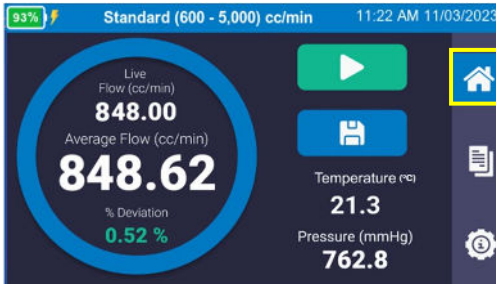 93% Standard (600 - 5,000) cc/min 11:22 AM 11/03/2023
Live
Flow (cc/min)
848.00
Average Flow (cc/min)
848.62
% Deviation
0.52 %
Temperature (ºC)
21.3
Pressure (mmHg)
762.8